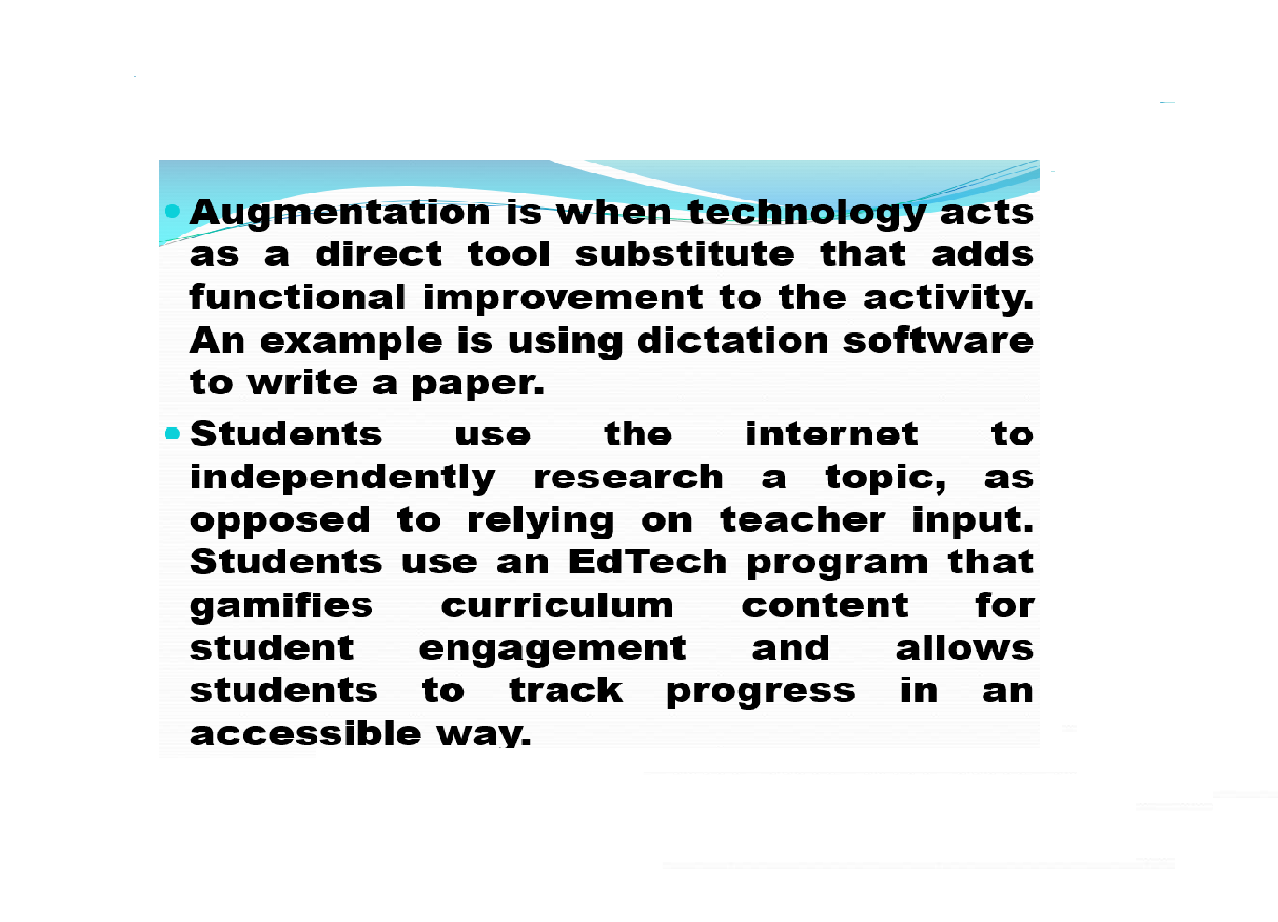 • Augmentation is when technology acts
as a direct tool substitute that adds
functional improvement to the activity.
An example is using dictation software
to write a paper.
• Students use the internet to
independently research a topic, as
opposed to relying on teacher input.
Students use an EdTech program that
gamifies curriculum content for
student engagement and allows
students to track progress in an
accessible way.